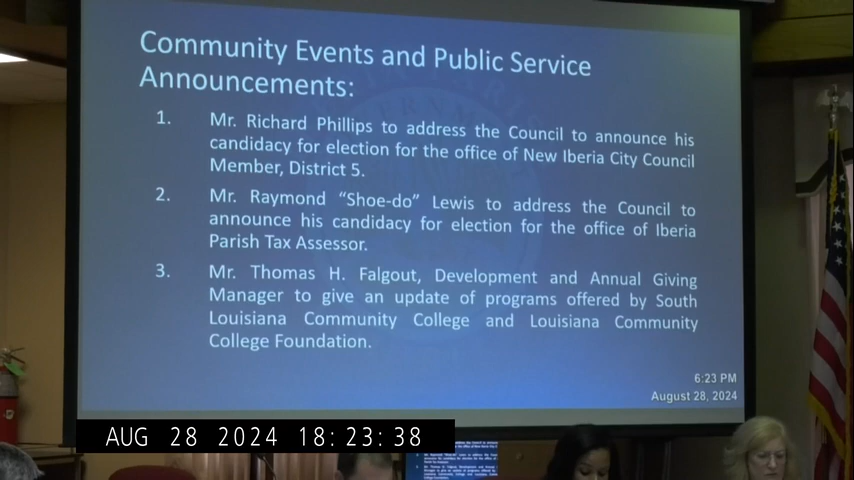 Community Events and Public Service
Announcements:
1. Mr. Richard Phillips to address the Council to announce his
candidacy for election for the office of New Iberia City Council
Member, District 5.
2. Mr. Raymond “Shoe-do” Lewis to address the Council to
announce his candidacy for election for the office of Iberia
Parish Tax Assessor.
3. Mr. Thomas H. Falgout, Development and Annual Giving
Manager to give an update of programs offered by South
Louisiana Community College and Louisiana Community
College Foundation.
6:23 PM
August 28, 2024
AUG 28 2024 18:23:38